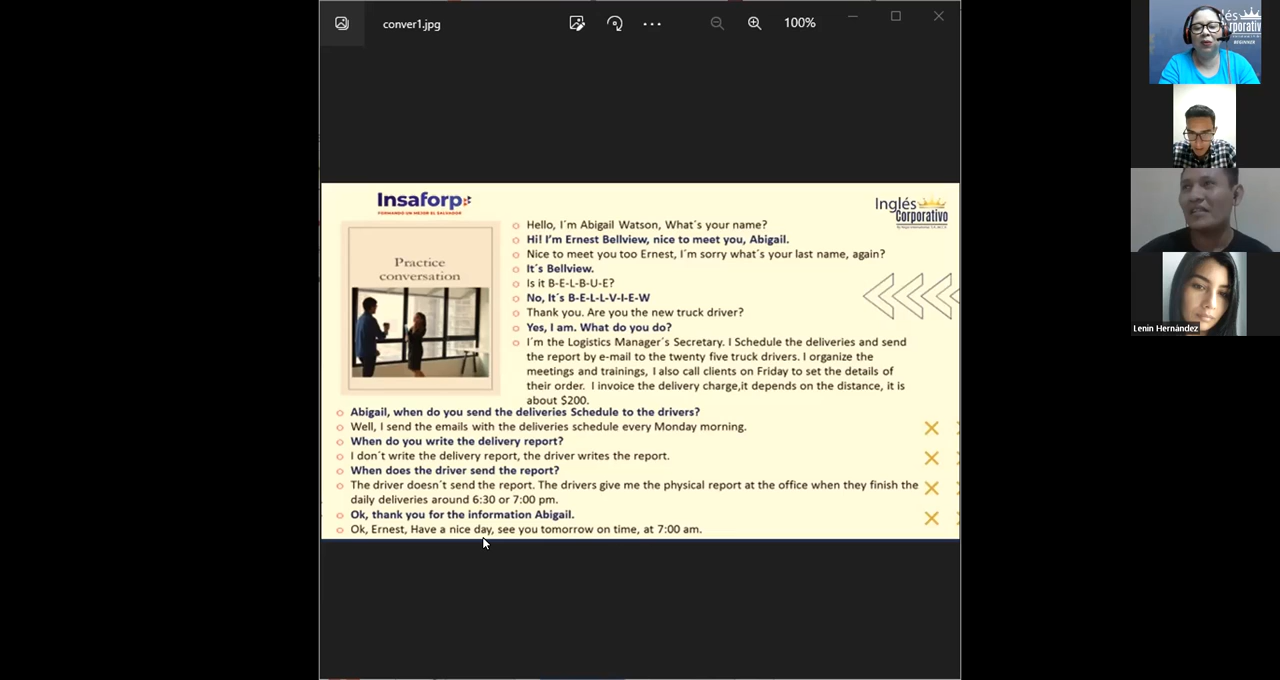 conver1.jpg
100%
Insaforp
FORMANDO UN MEJOR EL SALVADOR
Inglés
Corporativo
Practice
conversation
Hello, I´m Abigail Watson, What´s your name?
Hi! I’m Ernest Bellview, nice to meet you, Abigail.
Nice to meet you too Ernest, I´m sorry what´s your last name, again?
It´s Bellview.
Is it B-E-L-B-U-E?
No, It´s B-E-L-L-V-I-E-W
Thank you. Are you the new truck driver?
Yes, I am. What do you do?
I´m the Logistics Manager´s Secretary. I Schedule the deliveries and send
the report by e-mail to the twenty five truck drivers. I organize the
meetings and trainings, I also call clients on Friday to set the details of
their order. I invoice the delivery charge,it depends on the distance, it is
about $200.
Abigail, when do you send the deliveries Schedule to the drivers?
Well, I send the emails with the deliveries schedule every Monday morning.
When do you write the delivery report?
I don´t write the delivery report, the driver writes the report.
When does the driver send the report?
The driver doesn´t send the report. The drivers give me the physical report at the office when they finish the
daily deliveries around 6:30 or 7:00 pm.
Ok, thank you for the information Abigail.
Ok, Ernest, Have a nice day, see you tomorrow on time, at 7:00 am.
és
rporativo
BEGINNER
Lenin Hernández